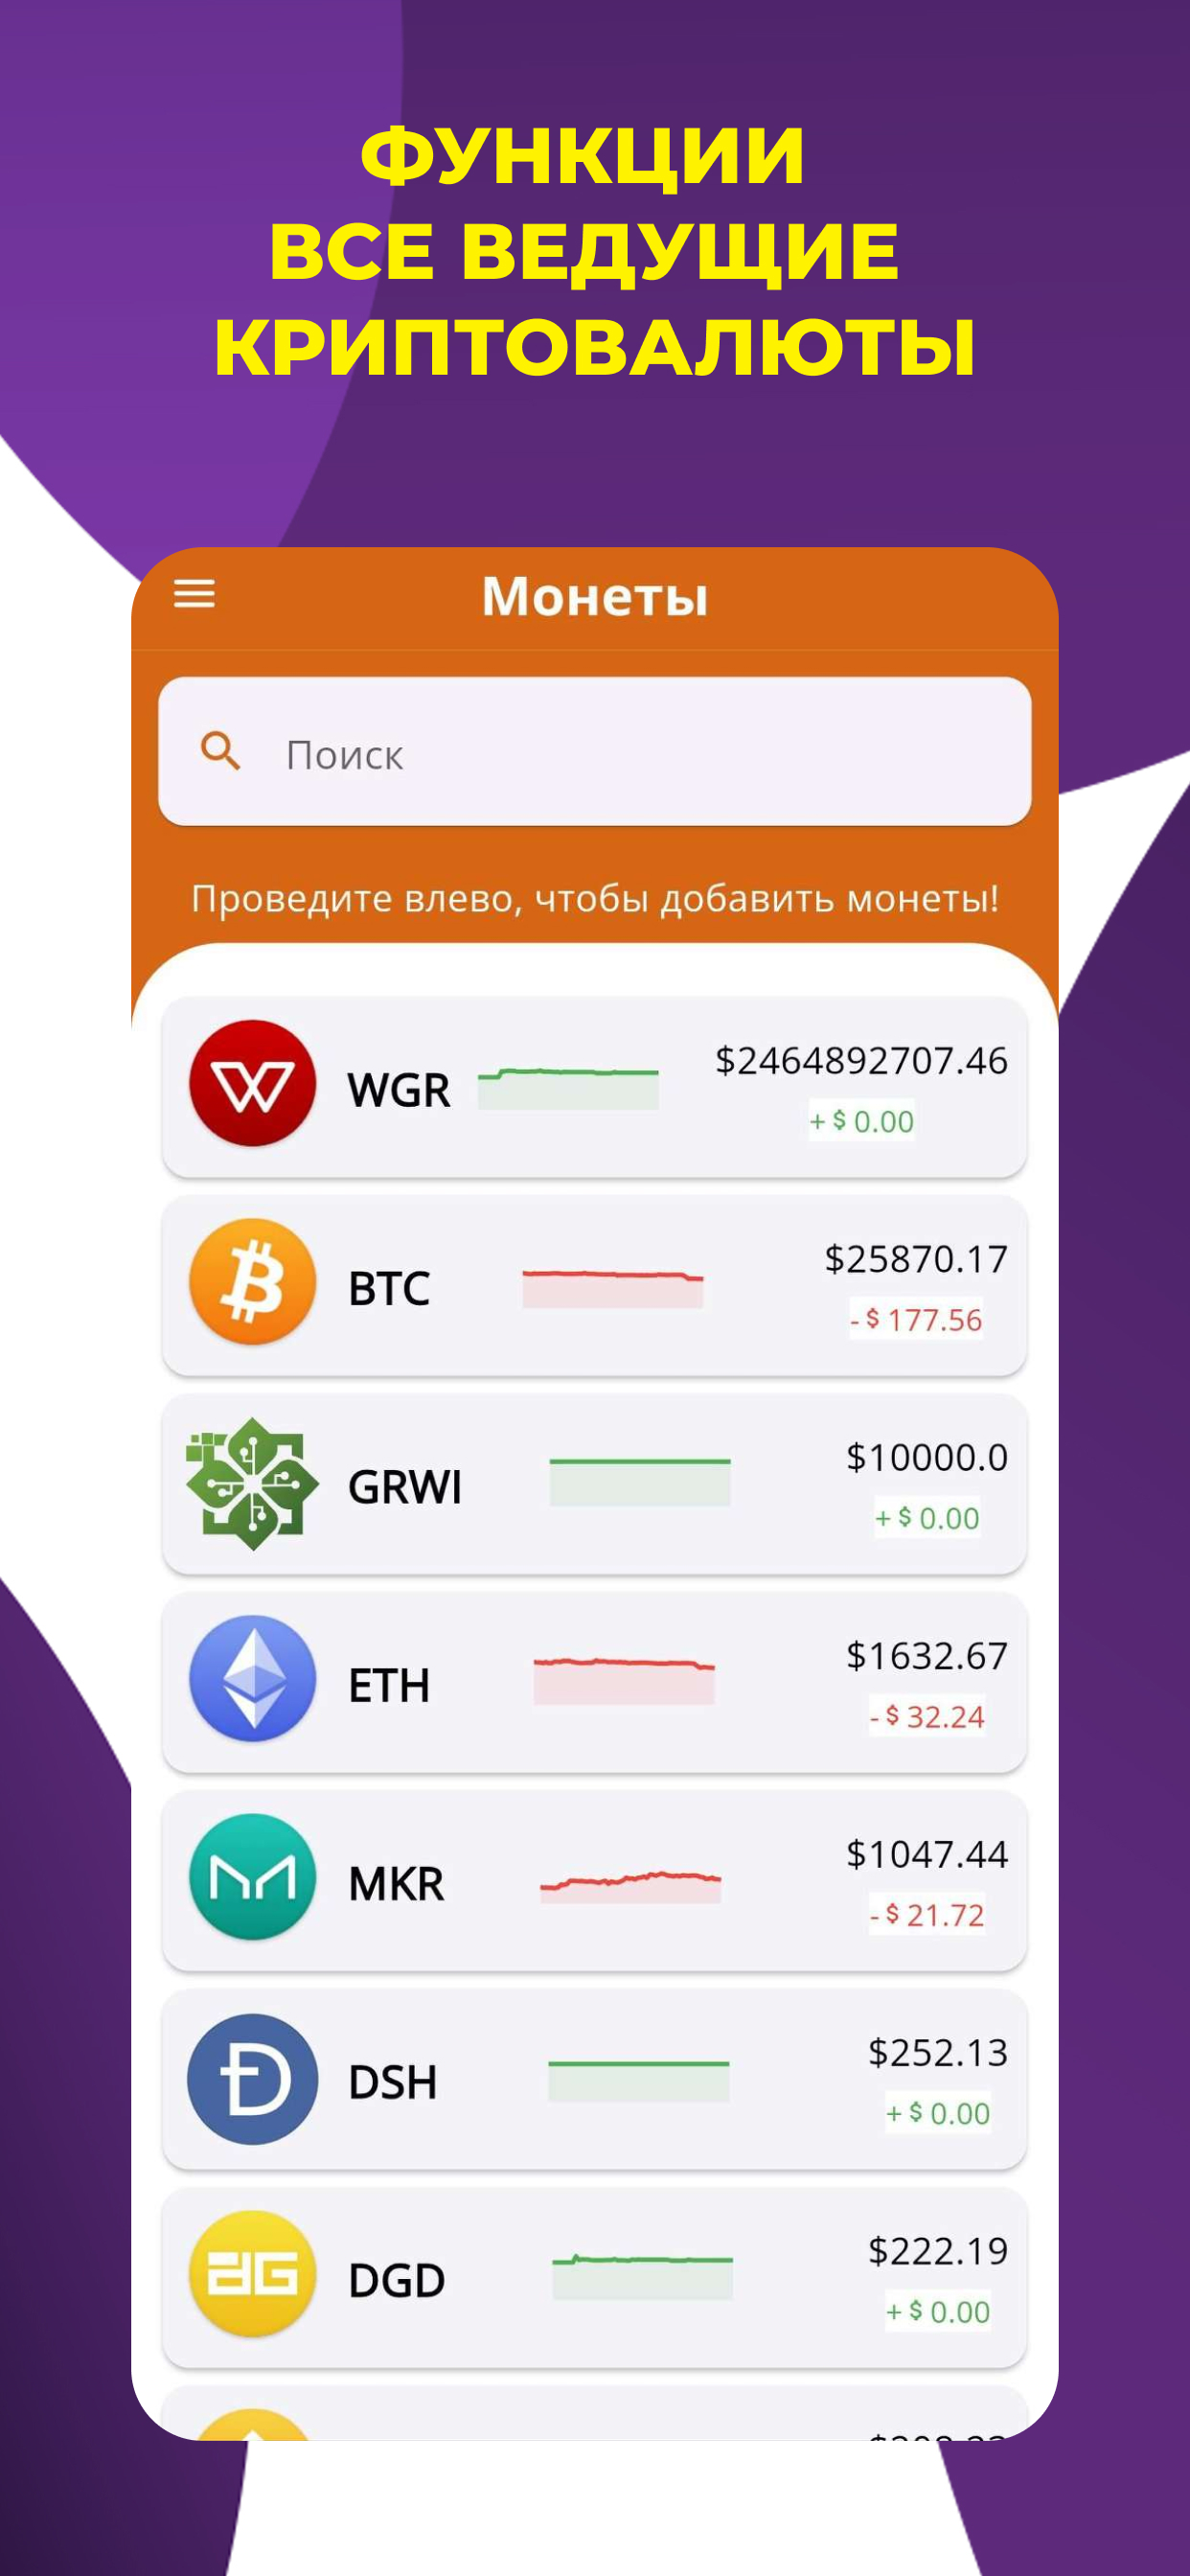 ФУНКЦИИ
ВСЕ ВЕДУЩИЕ
КРИПТОВАЛЮТЫ
Монеты
Поиск
Проведите влево, чтобы добавить монеты!
WGR
$2464892707.46
+ $ 0.00
BTC
$25870.17
- $ 177.56
GRWI
$10000.0
+ $ 0.00
ETH
$1632.67
- $ 32.24
MKR
$1047.44
- $ 21.72
DSH
$252.13
+ $ 0.00
DGD
$222.19
+ $ 0.00